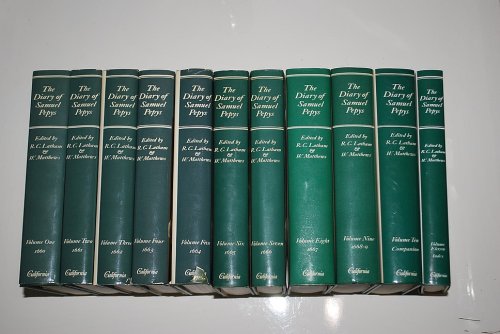 The
Diary of
Samuel
Pepys
Edited by
R.C. Latham
&
W. Matthews
Volume One
1660
California
The
Diary of
Samuel
Pepys
Edited by
R.C. Latham
&
W. Matthews
Volume Two
1661
California
The
Diary of
Samuel
Pepys
Edited by
R.C. Latham
&
W. Matthews
Volume Three
1662
California
The
Diary of
Samuel
Pepys
Edited by
R.C. Latham
&
W. Matthews
Volume Four
1663
California
The
Diary of
Samuel
Pepys
Edited by
R.C. Latham
&
W. Matthews
Volume Five
1664
California
The
Diary of
Samuel
Pepys
Edited by
R.C. Latham
&
W. Matthews
Volume Six
1665
California
The
Diary of
Samuel
Pepys
Edited by
R.C. Latham
&
W. Matthews
Volume Seven
1666
California
The
Diary of
Samuel
Pepys
Edited by
R.C. Latham
&
W. Matthews
Volume Eight
1667
California
The
Diary of
Samuel
Pepys
Edited by
R.C. Latham
&
W. Matthews
Volume Nine
1668-9
California
The
Diary of
Samuel
Pepys
Edited by
R.C. Latham
&
W. Matthews
Volume Ten
Companion
California
The
Diary of
Samuel
Pepys
Edited by
R.C. Latham
&
W. Matthews
Volume Eleven
Index
California